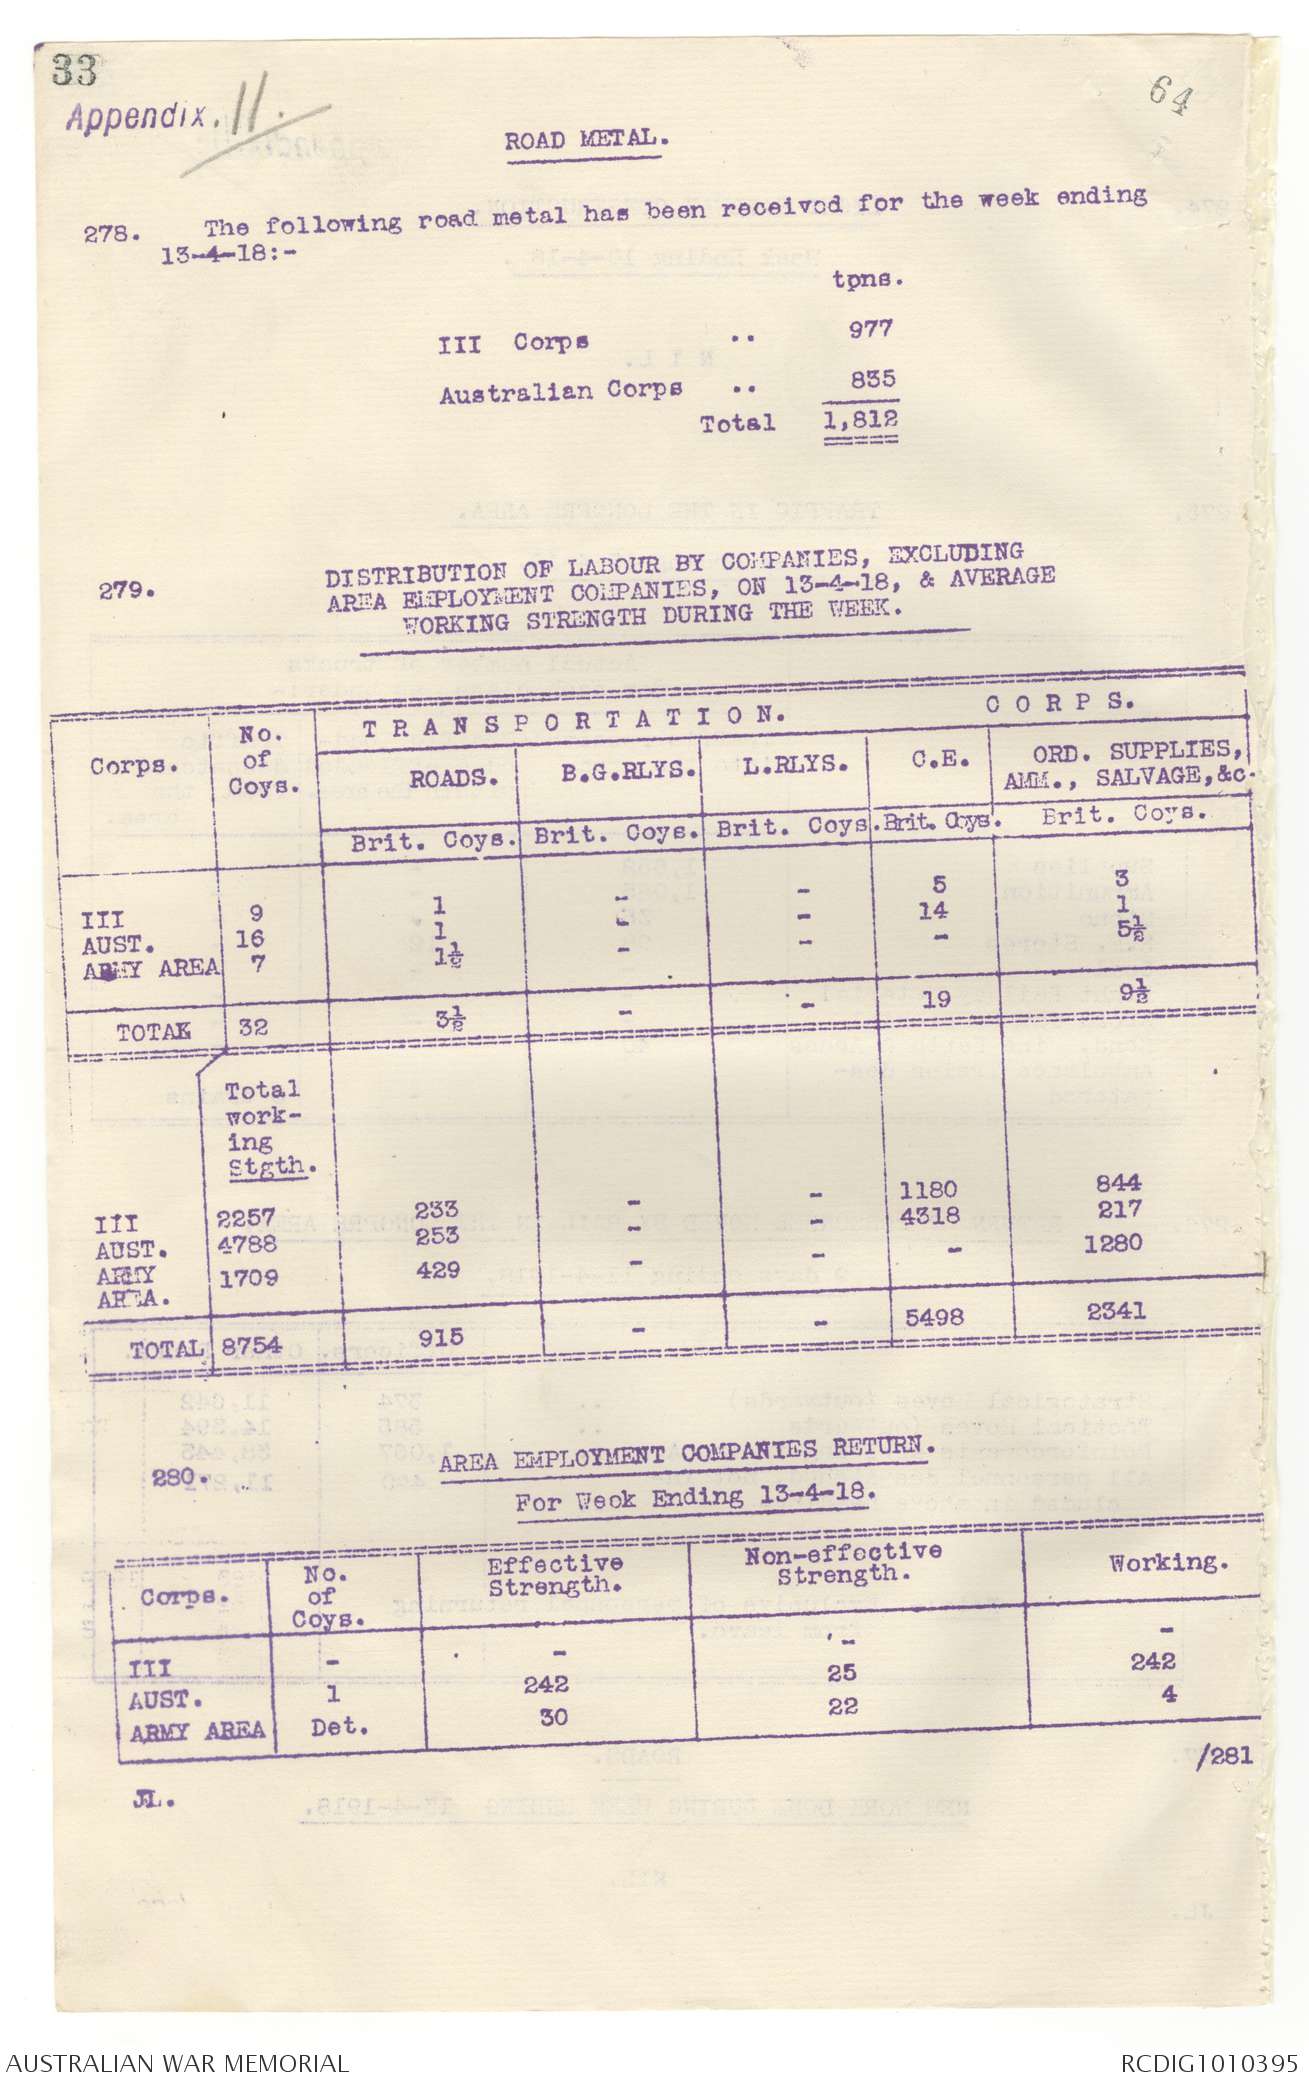 33
Appendix. 11.
64
ROAD METAL.
278. The following road metal has been received for the week ending
13-4-18:-
tons.
III Corps .. 977
Australian Corps .. 835
Total 1,812
279. DISTRIBUTION OF LABOUR BY COMPANIES, EXCLUDING
AREA EMPLOYMENT COMPANIES, ON 13-4-18, & AVERAGE
WORKING STRENGTH DURING THE WEEK.
Corps. No. of Coys. TRANSPORTATION. CORPS.
ROADS. B.G.RLYS. L.RLYS. C.E. ORD. SUPPLIES, AMM., SALVAGE,&c.
Brit. Coys. Brit. Coys. Brit. Coys. Brit. Coys. Brit. Coys.
III 9 1 - - 5 3
AUST. 16 1 - - 14 1
ARMY AREA 7 1½ - - - 5½
TOTAL 32 3½ - - 19 9½
Total
work-
ing
Stgth.
III 2257 233 - - 1180 844
AUST. 4788 253 - - 4318 217
ARMY AREA. 1709 429 - - - 1280
TOTAL 8754 915 - - 5498 2341
280. AREA EMPLOYMENT COMPANIES RETURN.
For Week Ending 13-4-18.
Corps. No. of Coys. Effective Strength. Non-effective Strength. Working.
III - - - -
AUST. 1 242 25 242
ARMY AREA Det. 30 22 4
/281
JL.
AUSTRALIAN WAR MEMORIAL
RCDIG1010395